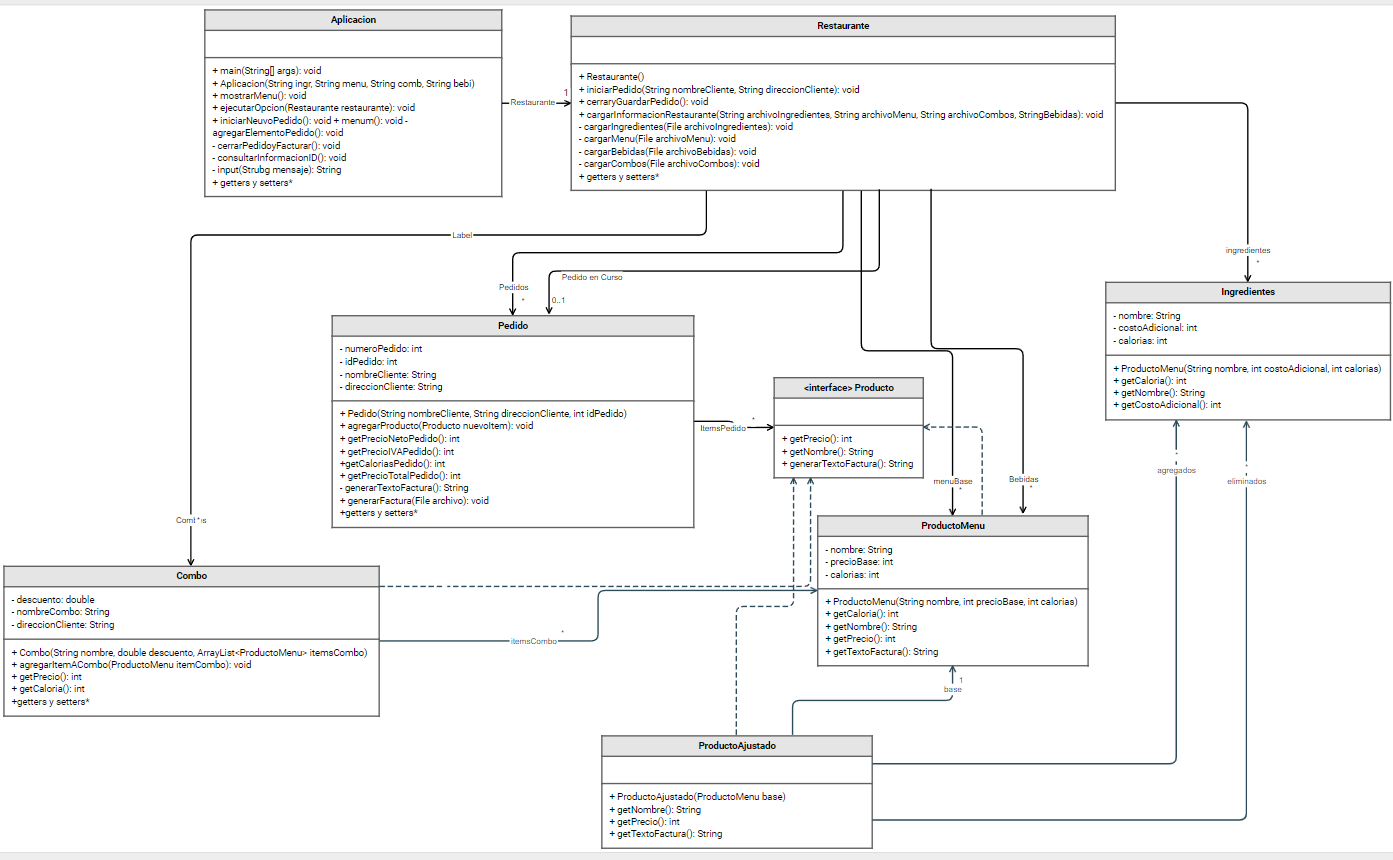 Aplicacion
+ main(String[] args): void
+ Aplicacion(String ingr, String menu, String comb, String bebi)
+ mostrarMenu(): void
+ ejecutarOpcion(Restaurante restaurante): void
+ iniciarNeuvoPedido(): void + menum(): void -
agregarElementoPedido(): void
- cerrarPedidoyFacturar(): void
- consultarInformacionID(): void
- input(Strubg mensaje): String
+ getters y setters*
Restaurante
1
Restaurante
+ Restaurante()
+ iniciarPedido(String nombreCliente, String direccionCliente): void
+ cerraryGuardarPedido(): void
+ cargarInformacionRestaurante(String archivoIngredientes, String archivoMenu, String archivoCombos, StringBebidas): void
- cargarIngredientes(File archivoIngredientes): void
- cargarMenu(File archivoMenu): void
- cargarBebidas(File archivoBebidas): void
- cargarCombos(File archivoCombos): void
+ getters y setters*
Label
Pedidos
*
Pedido en Curso
0..1
ingredientes
*
Ingredientes
- nombre: String
- costoAdicional: int
- calorias: int
+ ProductoMenu(String nombre, int costoAdicional, int calorias)
+ getCaloria(): int
+ getNombre(): String
+ getCostoAdicional(): int
Pedido
- numeroPedido: int
- idPedido: int
- nombreCliente: String
- direccionCliente: String
+ Pedido(String nombreCliente, String direccionCliente, int idPedido)
+ agregarProducto(Producto nuevoItem): void
+ getPrecioNetoPedido(): int
+ getPrecioIVAPedido(): int
+getCaloriasPedido(): int
+ getPrecioTotalPedido(): int
- generarTextoFactura(): String
+ generarFactura(File archivo): void
+getters y setters*
ItemsPedido
*
<interface> Producto
+ getPrecio(): int
+ getNombre(): String
+ generarTextoFactura(): String
menuBase
*
Bebidas
*
agregados
*
eliminados
*
ProductoMenu
- nombre: String
- precioBase: int
- calorias: int
+ ProductoMenu(String nombre, int precioBase, int calorias)
+ getCaloria(): int
+ getNombre(): String
+ getPrecio(): int
+ getTextoFactura(): String
*
Combo
- descuento: double
- nombreCombo: String
- direccionCliente: String
+ Combo(String nombre, double descuento, ArrayList<ProductoMenu> itemsCombo)
+ agregarItemACombo(ProductoMenu itemCombo): void
+ getPrecio(): int
+ getCaloria(): int
+getters y setters*
itemsCombo
*
base
1
ProductoAjustado
+ ProductoAjustado(ProductoMenu base)
+ getNombre(): String
+ getPrecio(): int
+ getTextoFactura(): String